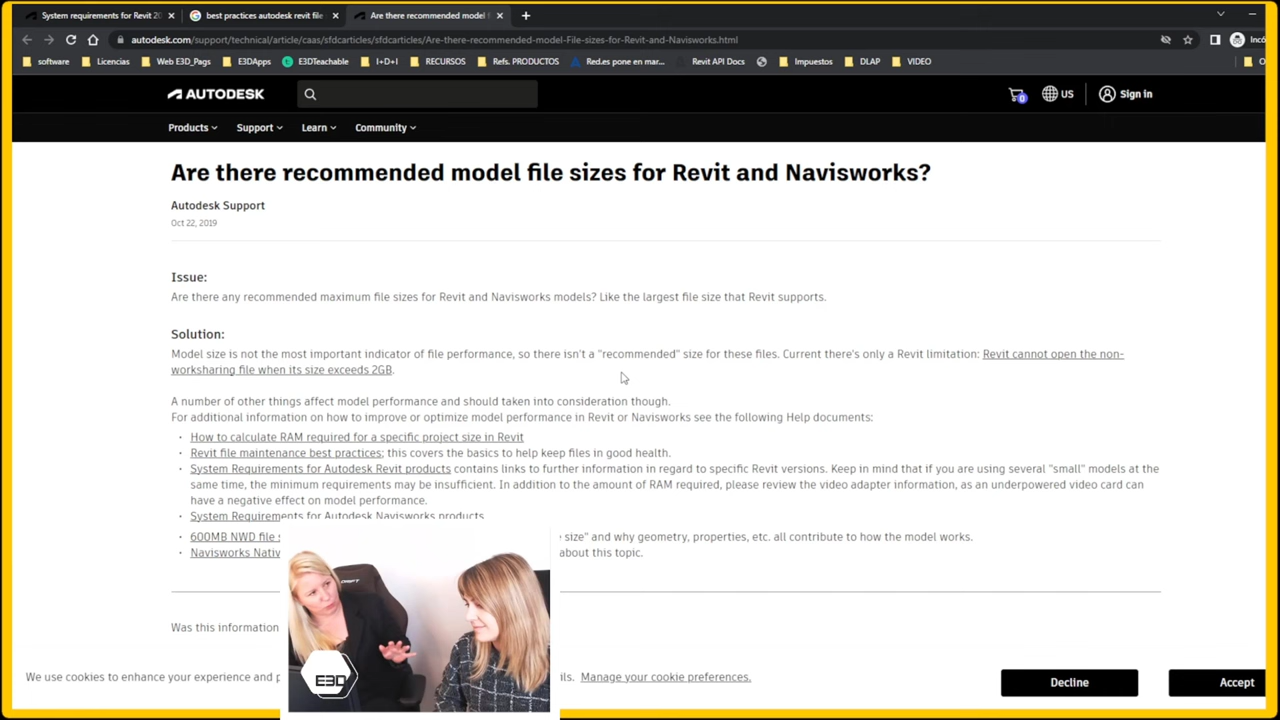 System requirements for Revit 20
best practices autodesk revit file
Are there recommended model
autodesk.com/support/technical/article/caas/sfdcarticles/sfdcarticles/Are-there-recommended-model-File-sizes-for-Revit-and-Navisworks.html
software
Licencias
Web E3D_Pags
E3DApps
E3DTeachable
I+D+I
RECURSOS
Refs. PRODUCTOS
Red.es pone en mar...
Revit API Docs
Impuestos
DLAP
VIDEO
AUTODESK
0
US
Sign in
Products
Support
Learn
Community
Are there recommended model file sizes for Revit and Navisworks?
Autodesk Support
Oct 22, 2019
Issue:
Are there any recommended maximum file sizes for Revit and Navisworks models? Like the largest file size that Revit supports.
Solution:
Model size is not the most important indicator of file performance, so there isn't a "recommended" size for these files. Current there's only a Revit limitation: Revit cannot open the non-
worksharing file when its size exceeds 2GB.
A number of other things affect model performance and should taken into consideration though.
For additional information on how to improve or optimize model performance in Revit or Navisworks see the following Help documents:
• How to calculate RAM required for a specific project size in Revit
• Revit file maintenance best practices; this covers the basics to help keep files in good health.
• System Requirements for Autodesk Revit products contains links to further information in regard to specific Revit versions. Keep in mind that if you are using several "small" models at the
same time, the minimum requirements may be insufficient. In addition to the amount of RAM required, please review the video adapter information, as an underpowered video card can
have a negative effect on model performance.
• System Requirements for Autodesk Navisworks products
• 600MB NWD file s size" and why geometry, properties, etc. all contribute to how the model works.
• Navisworks Nativ about this topic.
Was this information
We use cookies to enhance your experience and p ils. Manage your cookie preferences.
Decline
Accept
DRIFT
E3D